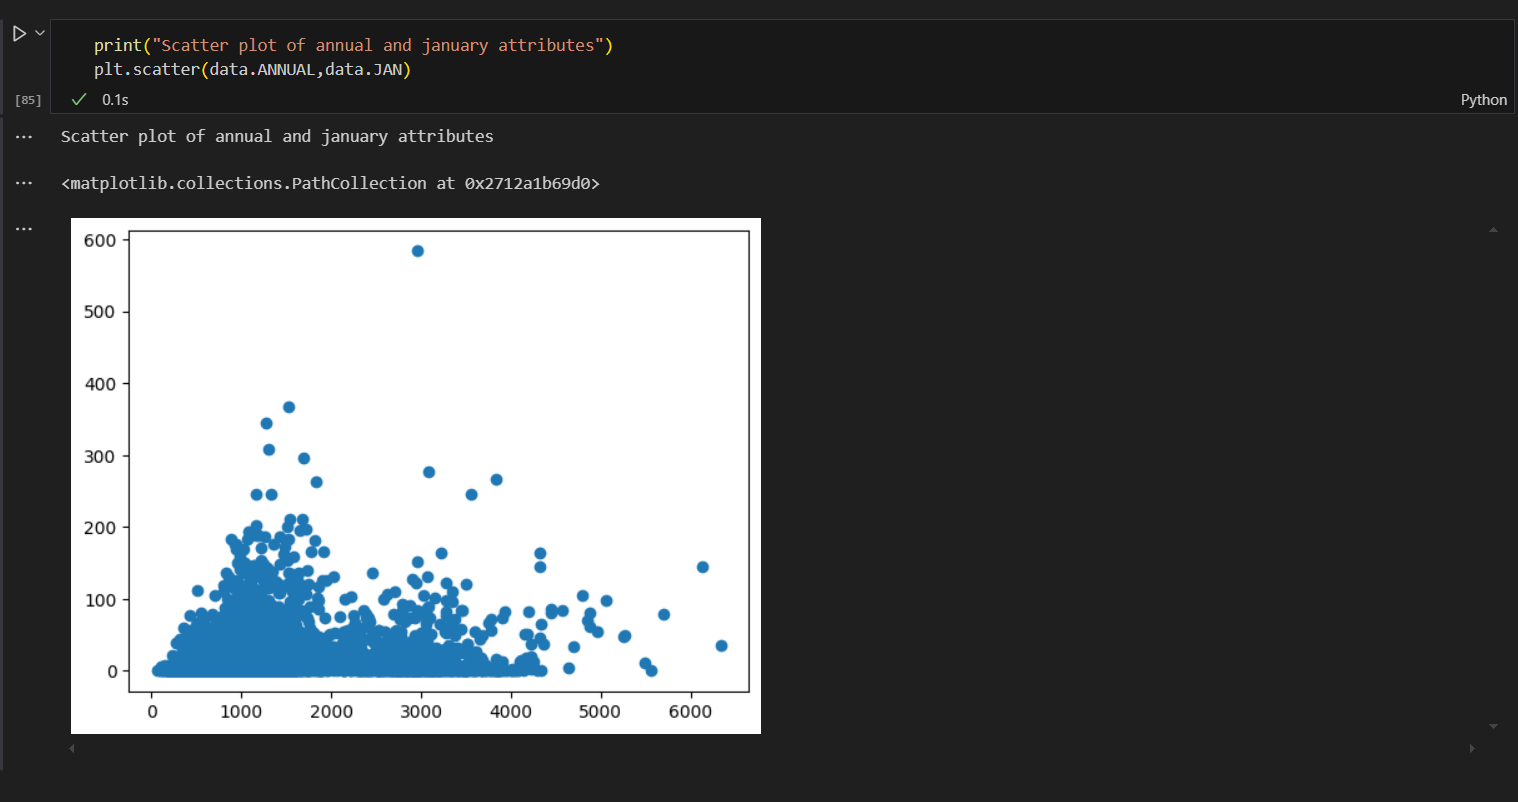 print("Scatter plot of annual and january attributes")
plt.scatter(data.ANNUAL,data.JAN)
[85]
0.1s
Python
Scatter plot of annual and january attributes
<matplotlib.collections.PathCollection at 0x2712a1b69d0>
600
500
400
300
200
100
0
0 1000 2000 3000 4000 5000 6000